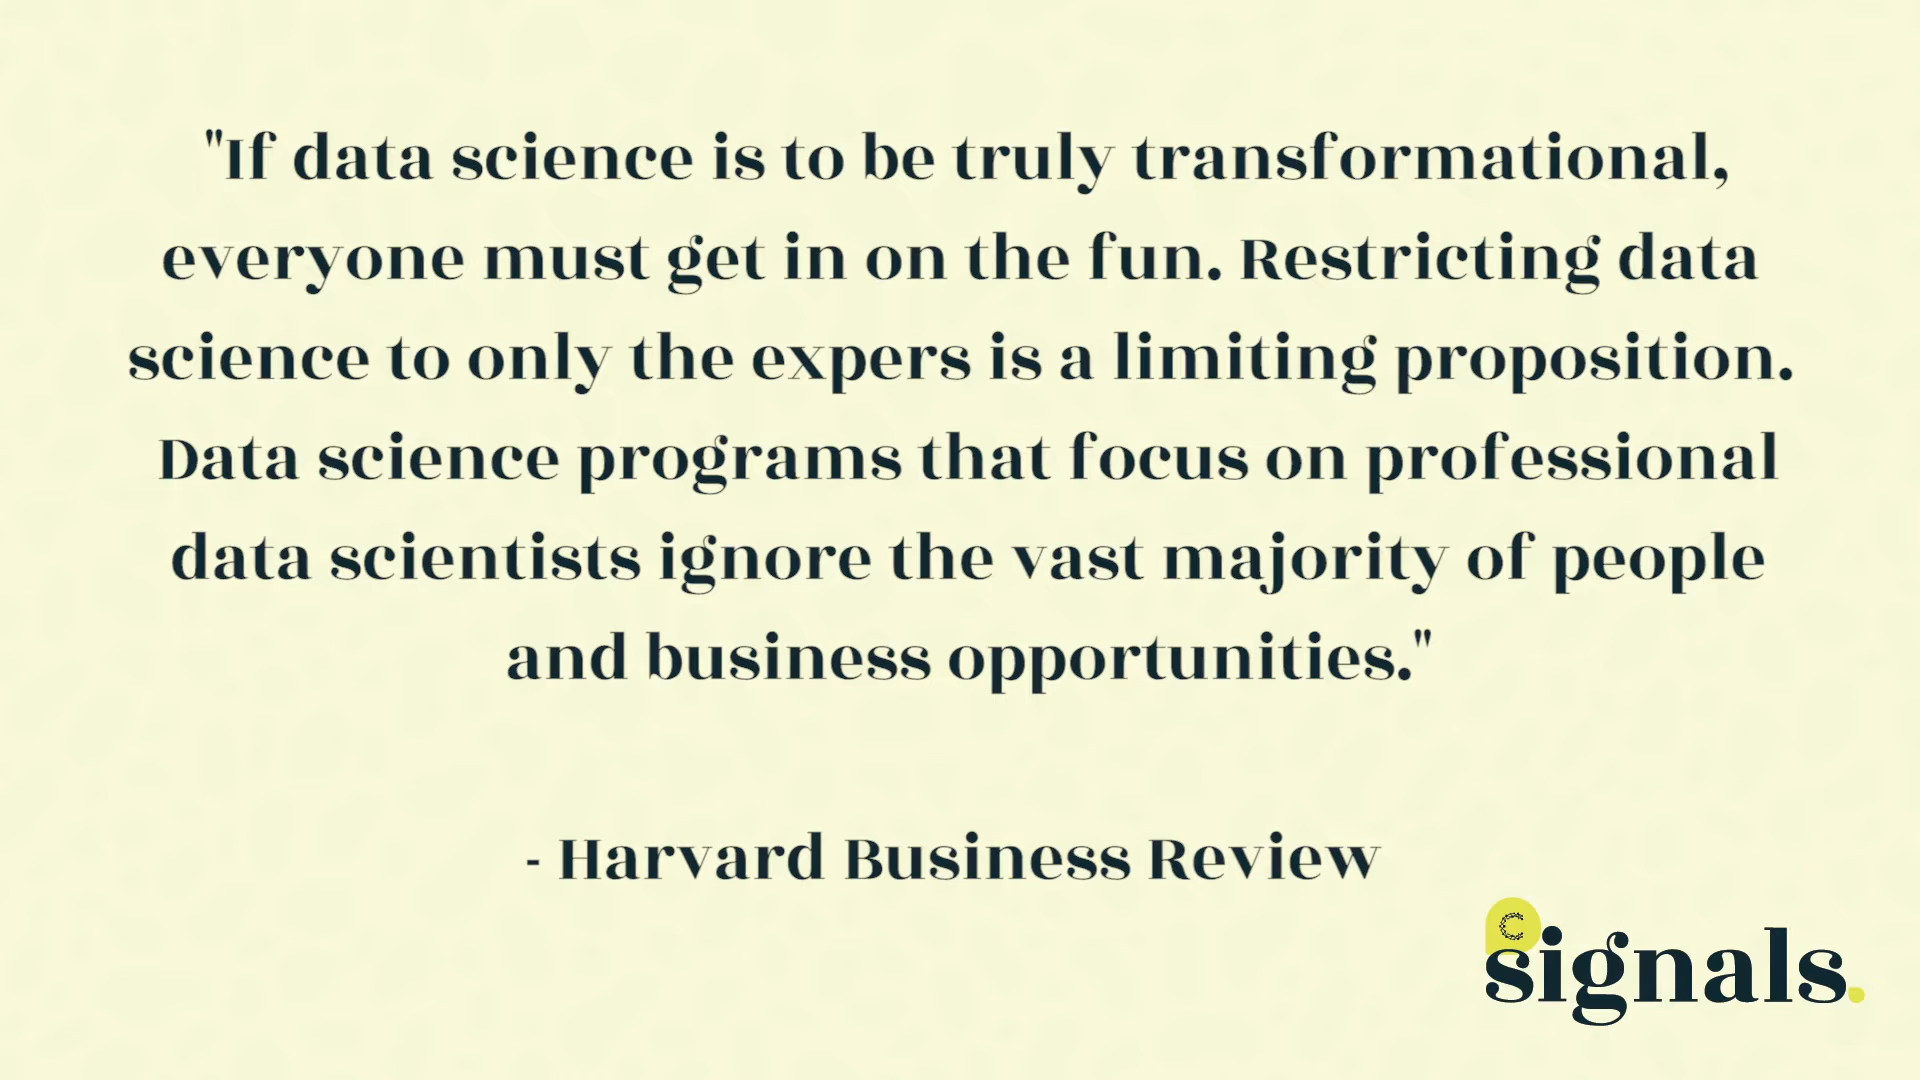 "If data science is to be truly transformational,
everyone must get in on the fun. Restricting data
science to only the expers is a limiting proposition.
Data science programs that focus on professional
data scientists ignore the vast majority of people
and business opportunities."
- Harvard Business Review
C
signals.